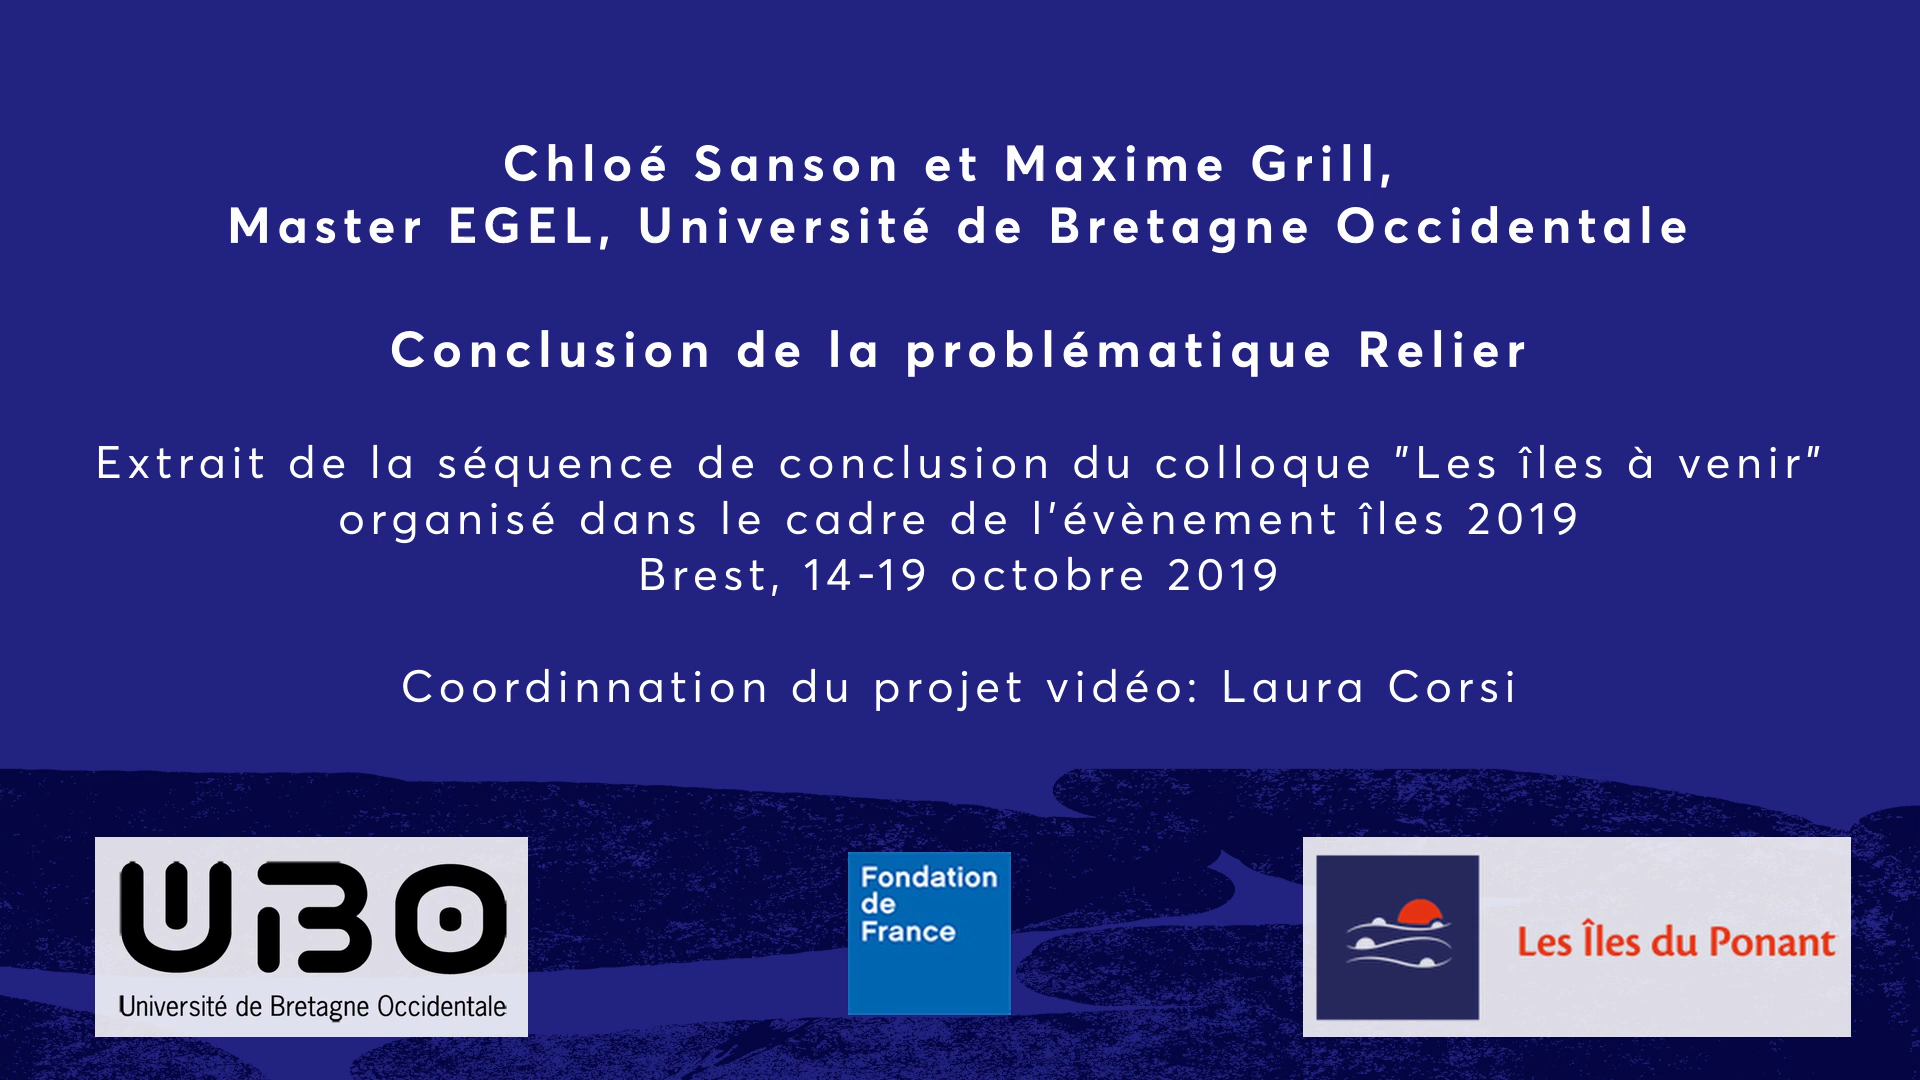 Chloé Sanson et Maxime Grill,
Master EGEL, Université de Bretagne Occidentale
Conclusion de la problématique Relier
Extrait de la séquence de conclusion du colloque "Les îles à venir"
organisé dans le cadre de l'évènement îles 2019
Brest, 14-19 octobre 2019
Coordinnation du projet vidéo: Laura Corsi
UBO
Université de Bretagne Occidentale
Fondation
de
France
Les Îles du Ponant